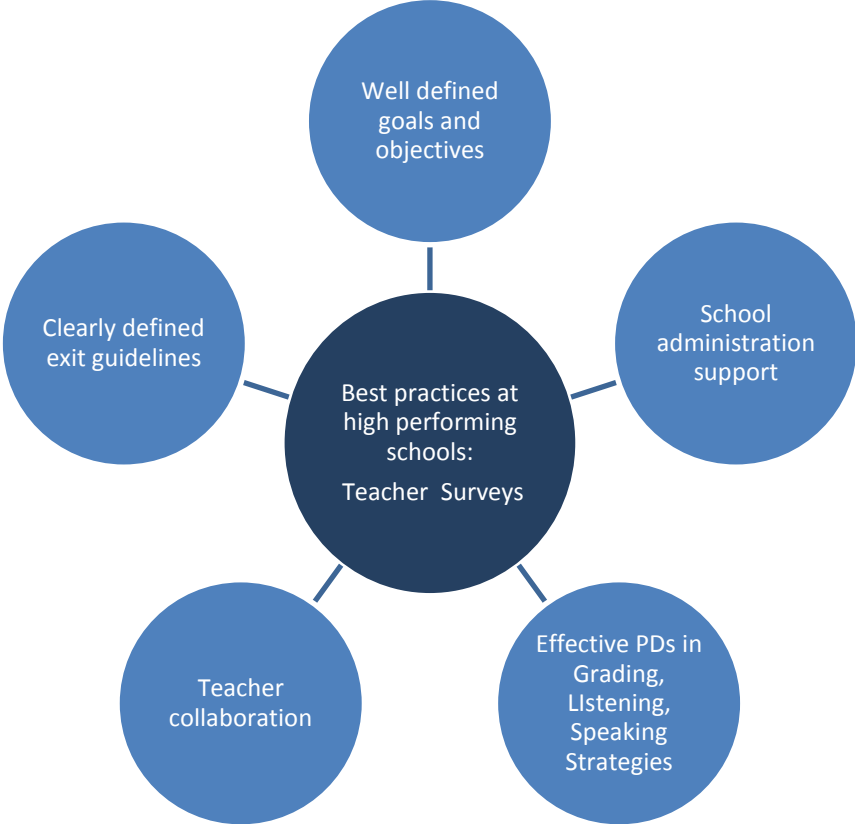 Well defined
goals and
objectives
School
administration
support
Clearly defined
exit guidelines
Best practices at
high performing
schools:
Teacher  Surveys
Effective PDs in
Grading,
LIstening,
Speaking
Strategies
Teacher
collaboration